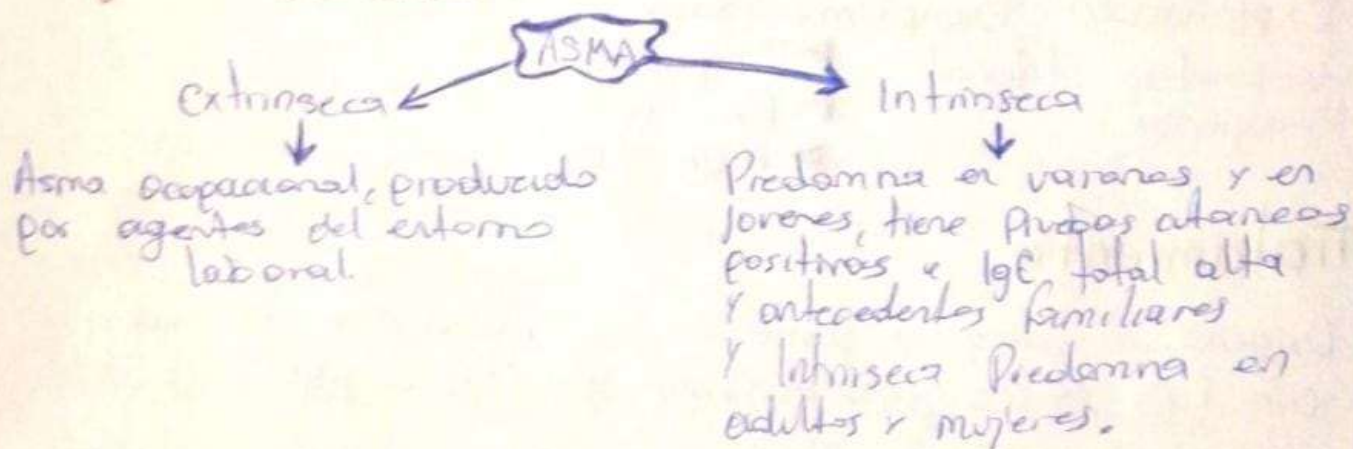 ASMA
Extrinseca
Asma ocopacional, producido
por agentes del entorno
laboral.
Intrinseca
Predomina en varones y en
jovenes, tiene pruebas cutaneas
positivas e IgE total alta
y antecedentes familiares
y Intrinseca Predomina en
adultos y mujeres.